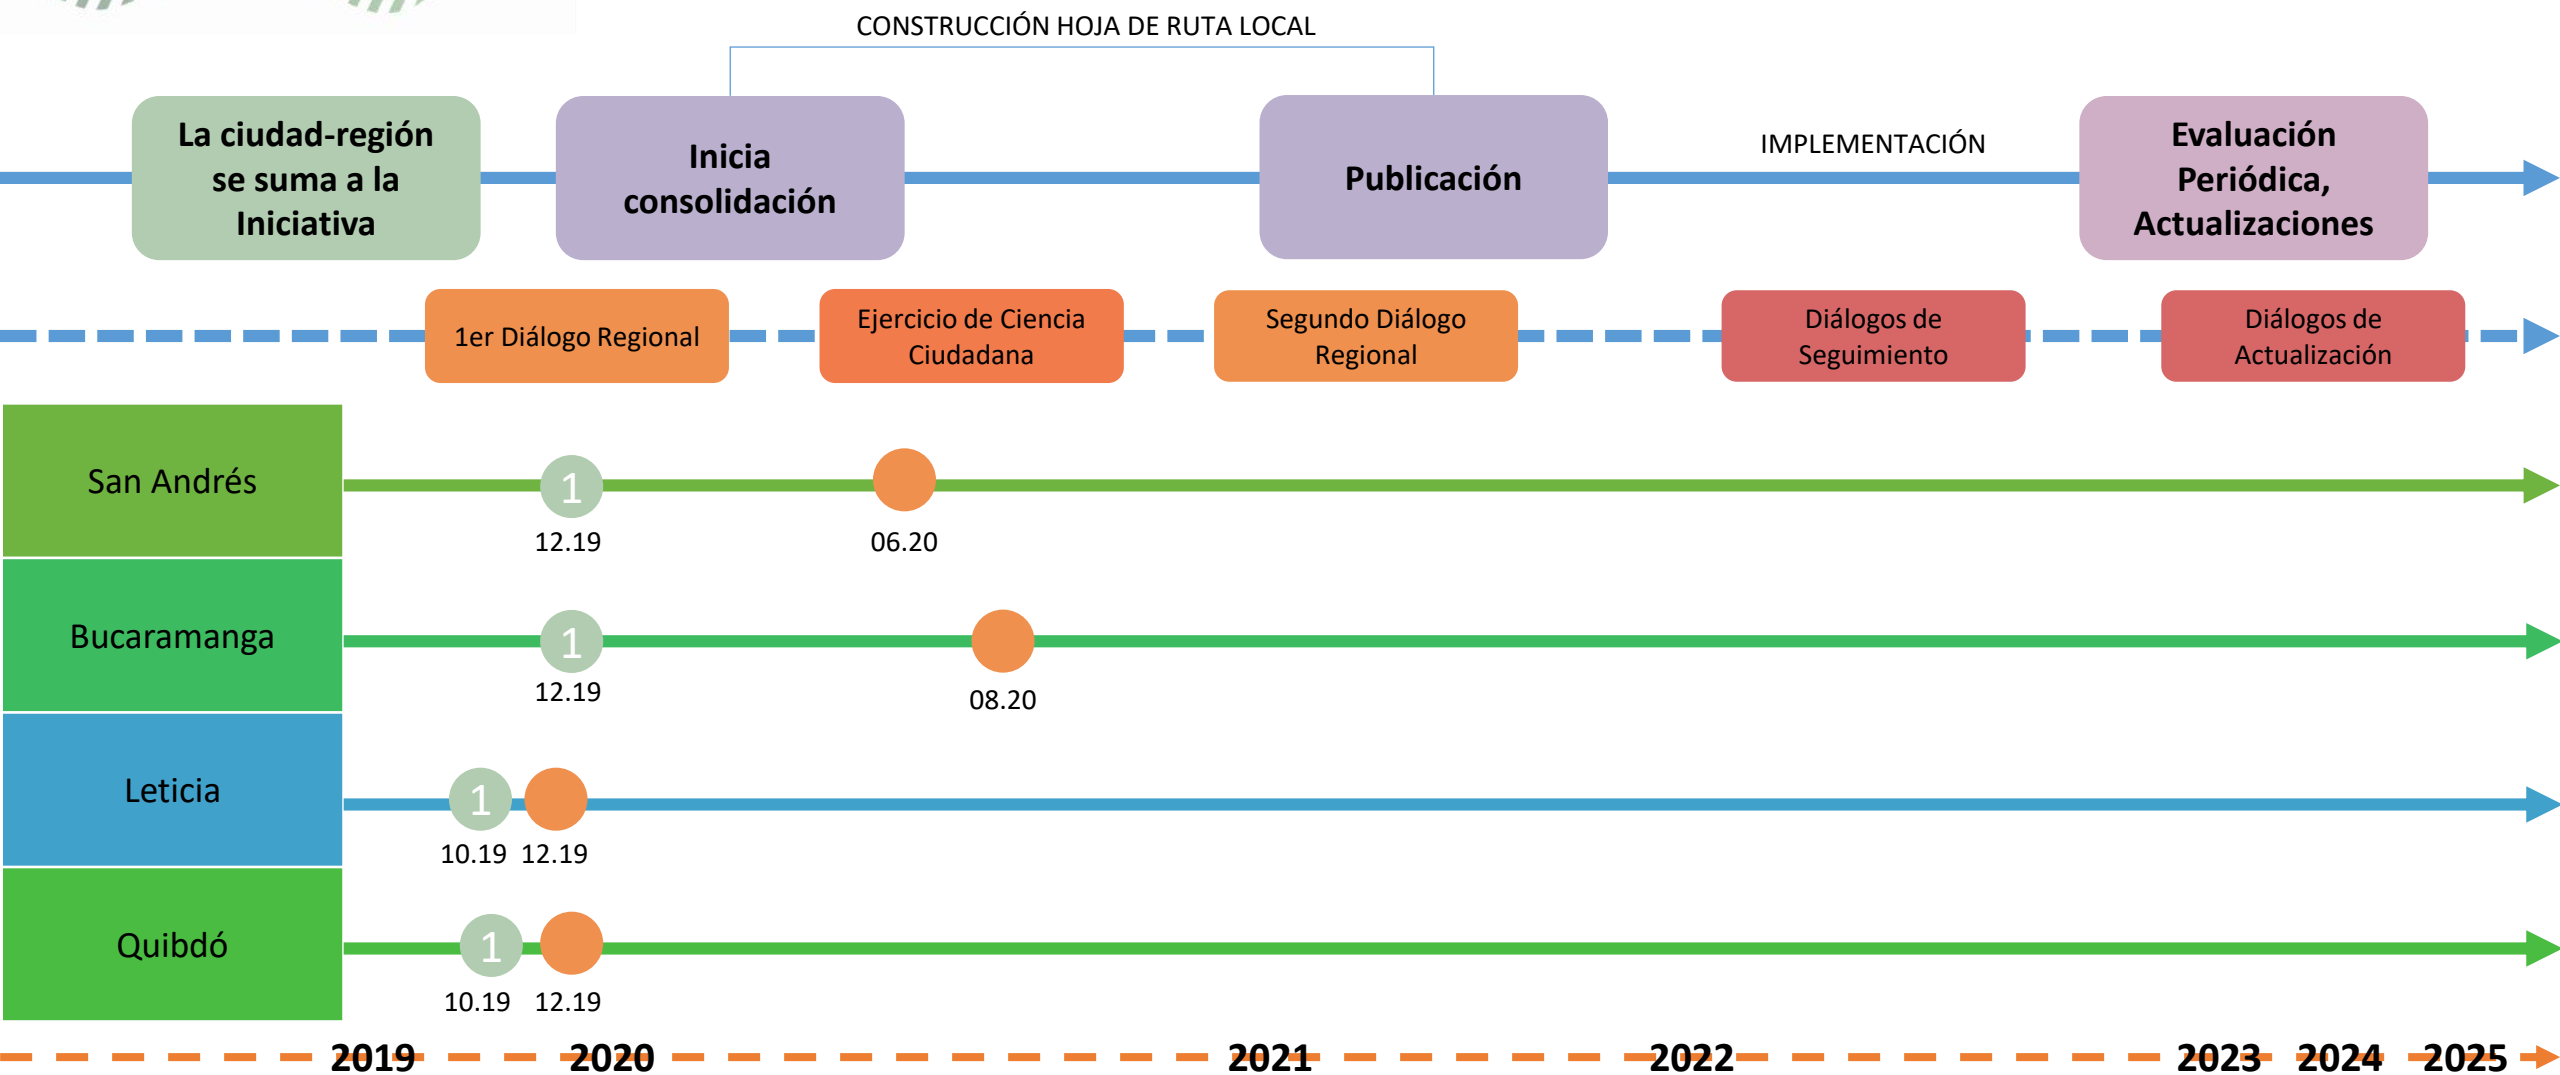 CONSTRUCCIÓN HOJA DE RUTA LOCAL
La ciudad-región
se suma a la
Iniciativa
Inicia
consolidación
Publicación
IMPLEMENTACIÓN
Evaluación
Periódica,
Actualizaciones
1er Diálogo Regional
Ejercicio de Ciencia
Ciudadana
Segundo Diálogo
Regional
Diálogos de
Seguimiento
Diálogos de
Actualización
San Andrés
1
12.19
06.20
Bucaramanga
1
12.19
08.20
Leticia
1
10.19 12.19
Quibdó
1
10.19 12.19
2019 2020 2021 2022 2023 2024 2025